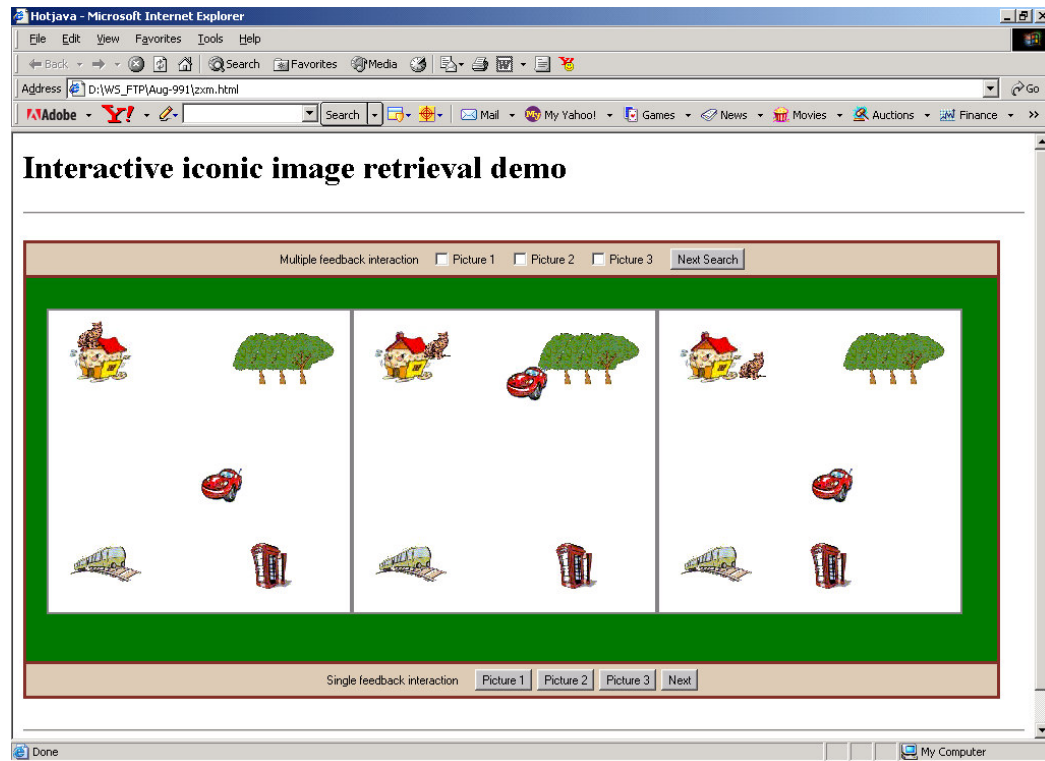 Hotjava - Microsoft Internet Explorer
File Edit View Favorites Tools Help
Back Search Favorites Media
Address D:\WS_FTP\Aug-991\zxm.html Go
Adobe Y! Search Mail My Yahoo! Games News Movies Auctions Finance »
Interactive iconic image retrieval demo
Multiple feedback interaction Picture 1 Picture 2 Picture 3 Next Search
Single feedback interaction Picture 1 Picture 2 Picture 3 Next
Done My Computer